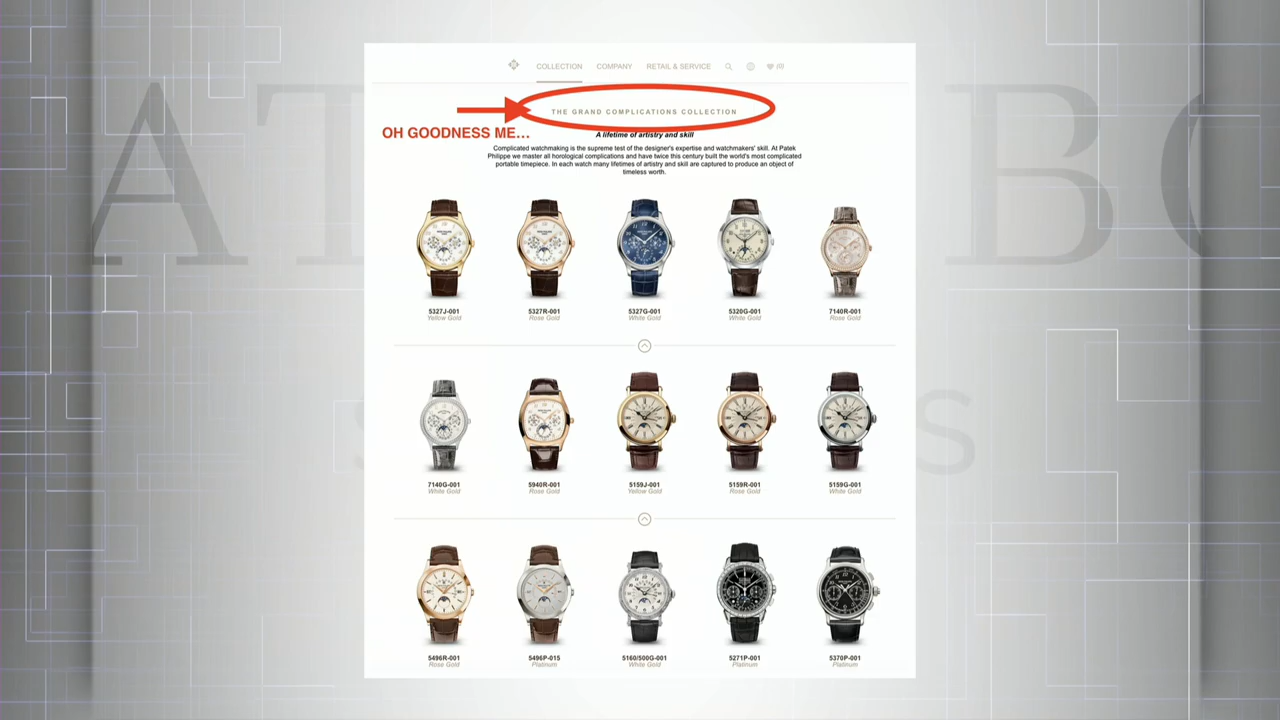 COLLECTION COMPANY RETAIL & SERVICE
THE GRAND COMPLICATIONS COLLECTION
OH GOODNESS ME...
A lifetime of artistry and skill
Complicated watchmaking is the supreme test of the designer's expertise and watchmakers' skill. At Patek
Philippe we master all horological complications and have twice this century built the world's most complicated
portable timepiece. In each watch many lifetimes of artistry and skill are captured to produce an object of
timeless worth.
5327J-001 5327R-001 5327G-001 5320G-001 7140R-001
Yellow Gold Rose Gold White Gold White Gold Rose Gold
7140G-001 5940R-001 5159J-001 5159R-001 5159G-001
White Gold Rose Gold Yellow Gold Rose Gold White Gold
5496R-001 5496P-015 5160/500G-001 5271P-001 5370P-001
Rose Gold Platinum White Gold Platinum Platinum